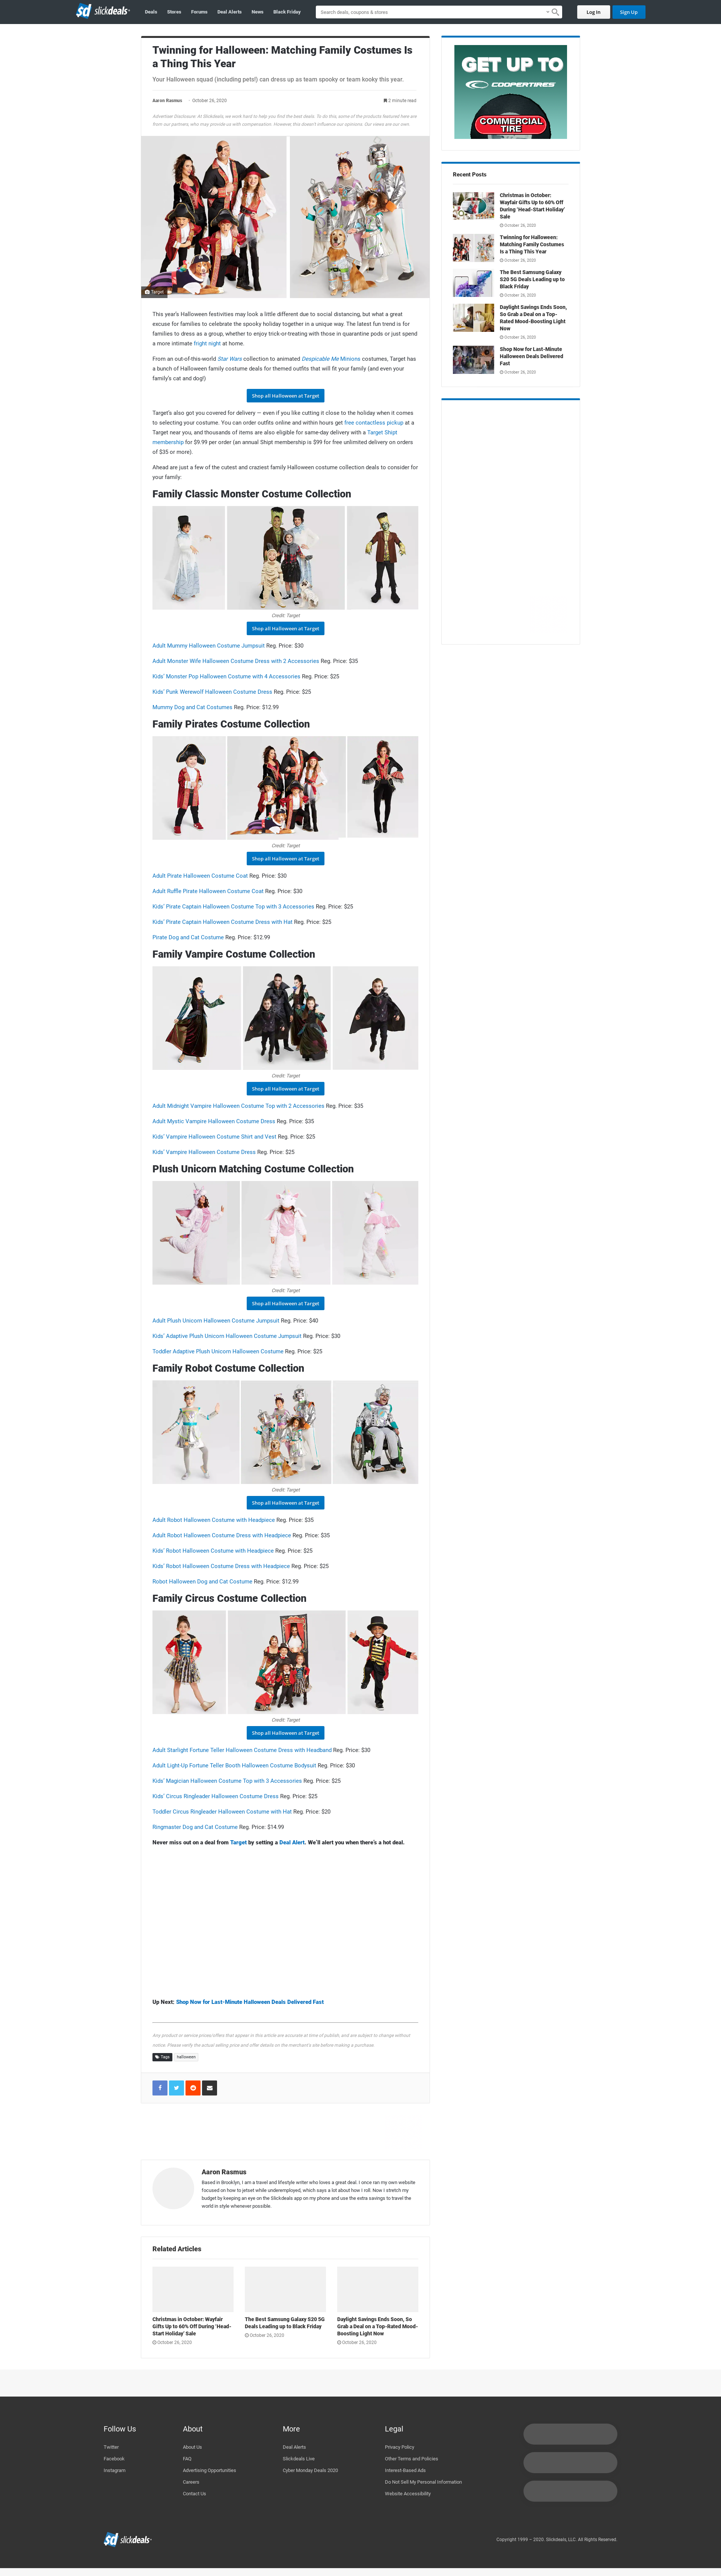 sd slickdeals
Deals Stores Forums Deal Alerts News Black Friday
Search deals, coupons & stores
Log In
Sign Up
Twinning for Halloween: Matching Family Costumes Is
a Thing This Year
Your Halloween squad (including pets!) can dress up as team spooky or team kooky this year.
Aaron Rasmus · October 26, 2020
2 minute read
Advertiser Disclosure: At Slickdeals, we work hard to help you find the best deals. To do this, some of the products featured here are
from our partners, who may provide us with compensation. However, this doesn't influence our opinions. Our views are our own.
Target
This year's Halloween festivities may look a little different due to social distancing, but what a great
excuse for families to celebrate the spooky holiday together in a unique way. The latest fun trend is for
families to dress as a group, whether to enjoy trick-or-treating with those in quarantine pods or just spend
a more intimate fright night at home.
From an out-of-this-world Star Wars collection to animated Despicable Me Minions costumes, Target has
a bunch of Halloween family costume deals for themed outfits that will fit your family (and even your
family's cat and dog!)
Shop all Halloween at Target
Target's also got you covered for delivery — even if you like cutting it close to the holiday when it comes
to selecting your costume. You can order outfits online and within hours get free contactless pickup at a
Target near you, and thousands of items are also eligible for same-day delivery with a Target Shipt
membership for $9.99 per order (an annual Shipt membership is $99 for free unlimited delivery on orders
of $35 or more).
Ahead are just a few of the cutest and craziest family Halloween costume collection deals to consider for
your family:
Family Classic Monster Costume Collection
Credit: Target
Shop all Halloween at Target
Adult Mummy Halloween Costume Jumpsuit Reg. Price: $30
Adult Monster Wife Halloween Costume Dress with 2 Accessories Reg. Price: $35
Kids' Monster Pop Halloween Costume with 4 Accessories Reg. Price: $25
Kids' Punk Werewolf Halloween Costume Dress Reg. Price: $25
Mummy Dog and Cat Costumes Reg. Price: $12.99
Family Pirates Costume Collection
Credit: Target
Shop all Halloween at Target
Adult Pirate Halloween Costume Coat Reg. Price: $30
Adult Ruffle Pirate Halloween Costume Coat Reg. Price: $30
Kids' Pirate Captain Halloween Costume Top with 3 Accessories Reg. Price: $25
Kids' Pirate Captain Halloween Costume Dress with Hat Reg. Price: $25
Pirate Dog and Cat Costume Reg. Price: $12.99
Family Vampire Costume Collection
Credit: Target
Shop all Halloween at Target
Adult Midnight Vampire Halloween Costume Top with 2 Accessories Reg. Price: $35
Adult Mystic Vampire Halloween Costume Dress Reg. Price: $35
Kids' Vampire Halloween Costume Shirt and Vest Reg. Price: $25
Kids' Vampire Halloween Costume Dress Reg. Price: $25
Plush Unicorn Matching Costume Collection
Credit: Target
Shop all Halloween at Target
Adult Plush Unicorn Halloween Costume Jumpsuit Reg. Price: $40
Kids' Adaptive Plush Unicorn Halloween Costume Jumpsuit Reg. Price: $30
Toddler Adaptive Plush Unicorn Halloween Costume Reg. Price: $25
Family Robot Costume Collection
Credit: Target
Shop all Halloween at Target
Adult Robot Halloween Costume with Headpiece Reg. Price: $35
Adult Robot Halloween Costume Dress with Headpiece Reg. Price: $35
Kids' Robot Halloween Costume with Headpiece Reg. Price: $25
Kids' Robot Halloween Costume Dress with Headpiece Reg. Price: $25
Robot Halloween Dog and Cat Costume Reg. Price: $12.99
Family Circus Costume Collection
Credit: Target
Shop all Halloween at Target
Adult Starlight Fortune Teller Halloween Costume Dress with Headband Reg. Price: $30
Adult Light-Up Fortune Teller Booth Halloween Costume Bodysuit Reg. Price: $30
Kids' Magician Halloween Costume Top with 3 Accessories Reg. Price: $25
Kids' Circus Ringleader Halloween Costume Dress Reg. Price: $25
Toddler Circus Ringleader Halloween Costume with Hat Reg. Price: $20
Ringmaster Dog and Cat Costume Reg. Price: $14.99
Never miss out on a deal from Target by setting a Deal Alert. We'll alert you when there's a hot deal.
Up Next: Shop Now for Last-Minute Halloween Deals Delivered Fast
Any product or service prices/offers that appear in this article are accurate at time of publish, and are subject to change without
notice. Please verify the actual selling price and offer details on the merchant's site before making a purchase.
Tags halloween
Aaron Rasmus
Based in Brooklyn, I am a travel and lifestyle writer who loves a great deal. I once ran my own website
focused on how to jetset while underemployed, which says a lot about how I roll. Now I stretch my
budget by keeping an eye on the Slickdeals app on my phone and use the extra savings to travel the
world in style whenever possible.
Related Articles
Christmas in October: Wayfair
Gifts Up to 60% Off During 'Head-
Start Holiday' Sale
October 26, 2020
The Best Samsung Galaxy S20 5G
Deals Leading up to Black Friday
October 26, 2020
Daylight Savings Ends Soon, So
Grab a Deal on a Top-Rated Mood-
Boosting Light Now
October 26, 2020
GET UP TO
COOPERTIRES
COMMERCIAL
TIRE
Recent Posts
Christmas in October:
Wayfair Gifts Up to 60% Off
During 'Head-Start Holiday'
Sale
October 26, 2020
Twinning for Halloween:
Matching Family Costumes
Is a Thing This Year
October 26, 2020
The Best Samsung Galaxy
S20 5G Deals Leading up to
Black Friday
October 26, 2020
Daylight Savings Ends Soon,
So Grab a Deal on a Top-
Rated Mood-Boosting Light
Now
October 26, 2020
Shop Now for Last-Minute
Halloween Deals Delivered
Fast
October 26, 2020
Follow Us
Twitter
Facebook
Instagram
About
About Us
FAQ
Advertising Opportunities
Careers
Contact Us
More
Deal Alerts
Slickdeals Live
Cyber Monday Deals 2020
Legal
Privacy Policy
Other Terms and Policies
Interest-Based Ads
Do Not Sell My Personal Information
Website Accessibility
sd slickdeals
Copyright 1999 – 2020. Slickdeals, LLC. All Rights Reserved.